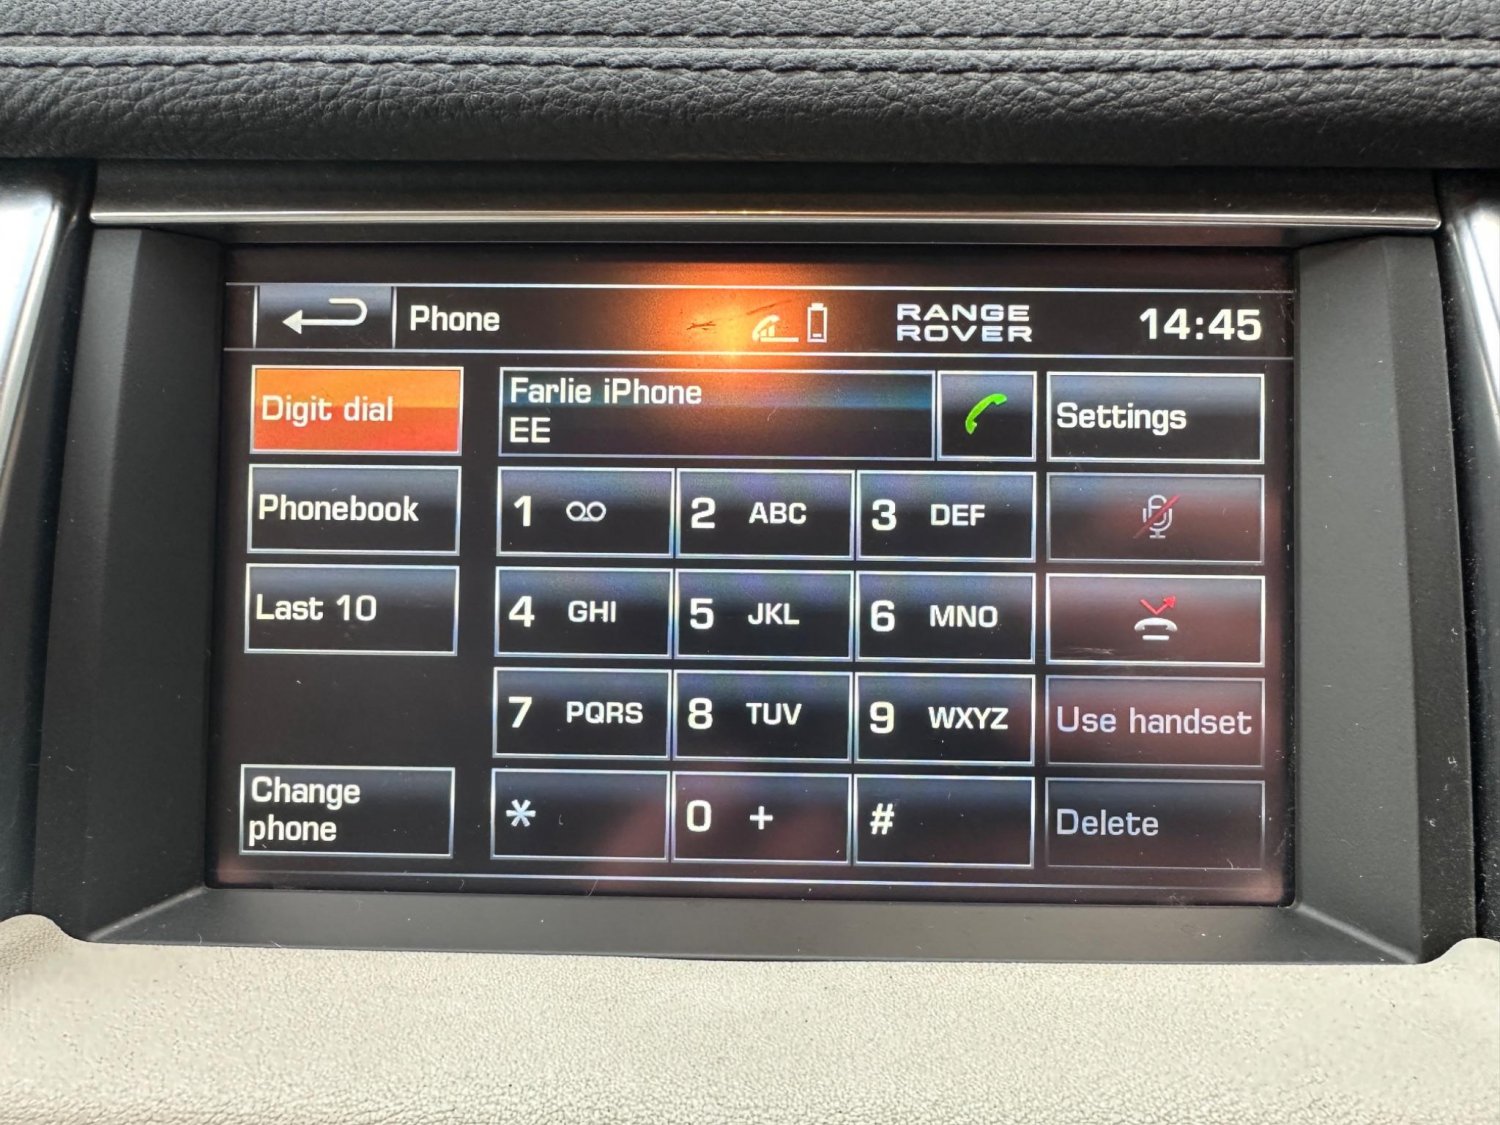 Phone
RANGE
ROVER
14:45
Digit dial
Farlie iPhone
EE
Settings
Phonebook
1
2 ABC
3 DEF
Last 10
4 GHI
5 JKL
6 MNO
7 PQRS
8 TUV
9 WXYZ
Use handset
Change
phone
*
0 +
#
Delete